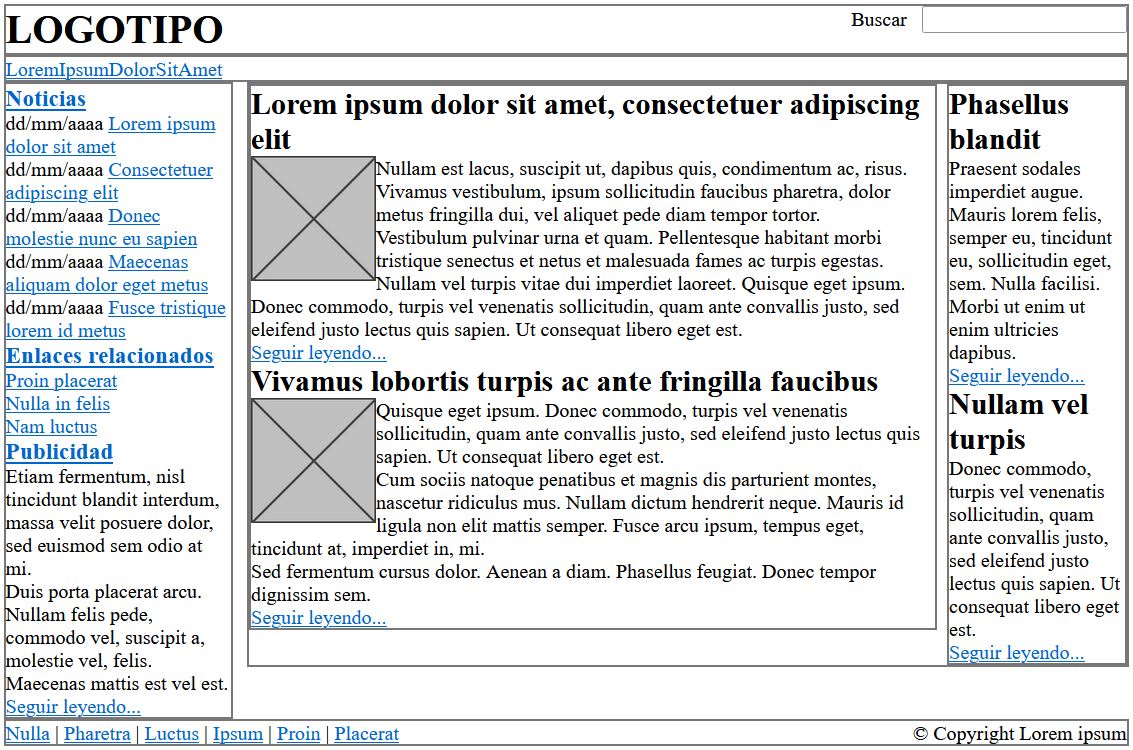 LOGOTIPO
Buscar
LoremIpsumDolorSitAmet
Noticias
dd/mm/aaaa Lorem ipsum
dolor sit amet
dd/mm/aaaa Consectetuer
adipiscing elit
dd/mm/aaaa Donec
molestie nunc eu sapien
dd/mm/aaaa Maecenas
aliquam dolor eget metus
dd/mm/aaaa Fusce tristique
lorem id metus
Enlaces relacionados
Proin placerat
Nulla in felis
Nam luctus
Publicidad
Etiam fermentum, nisl
tincidunt blandit interdum,
massa velit posuere dolor,
sed euismod sem odio at
mi.
Duis porta placerat arcu.
Nullam felis pede,
commodo vel, suscipit a,
molestie vel, felis.
Maecenas mattis est vel est.
Seguir leyendo...
Lorem ipsum dolor sit amet, consectetuer adipiscing
elit
Nullam est lacus, suscipit ut, dapibus quis, condimentum ac, risus.
Vivamus vestibulum, ipsum sollicitudin faucibus pharetra, dolor
metus fringilla dui, vel aliquet pede diam tempor tortor.
Vestibulum pulvinar urna et quam. Pellentesque habitant morbi
tristique senectus et netus et malesuada fames ac turpis egestas.
Nullam vel turpis vitae dui imperdiet laoreet. Quisque eget ipsum.
Donec commodo, turpis vel venenatis sollicitudin, quam ante convallis justo, sed
eleifend justo lectus quis sapien. Ut consequat libero eget est.
Seguir leyendo...
Vivamus lobortis turpis ac ante fringilla faucibus
Quisque eget ipsum. Donec commodo, turpis vel venenatis
sollicitudin, quam ante convallis justo, sed eleifend justo lectus quis
sapien. Ut consequat libero eget est.
Cum sociis natoque penatibus et magnis dis parturient montes,
nascetur ridiculus mus. Nullam dictum hendrerit neque. Mauris id
ligula non elit mattis semper. Fusce arcu ipsum, tempus eget,
tincidunt at, imperdiet in, mi.
Sed fermentum cursus dolor. Aenean a diam. Phasellus feugiat. Donec tempor
dignissim sem.
Seguir leyendo...
Phasellus
blandit
Praesent sodales
imperdiet augue.
Mauris lorem felis,
semper eu, tincidunt
eu, sollicitudin eget,
sem. Nulla facilisi.
Morbi ut enim ut
enim ultricies
dapibus.
Seguir leyendo...
Nullam vel
turpis
Donec commodo,
turpis vel venenatis
sollicitudin, quam
ante convallis justo,
sed eleifend justo
lectus quis sapien. Ut
consequat libero eget
est.
Seguir leyendo...
Nulla | Pharetra | Luctus | Ipsum | Proin | Placerat
© Copyright Lorem ipsum